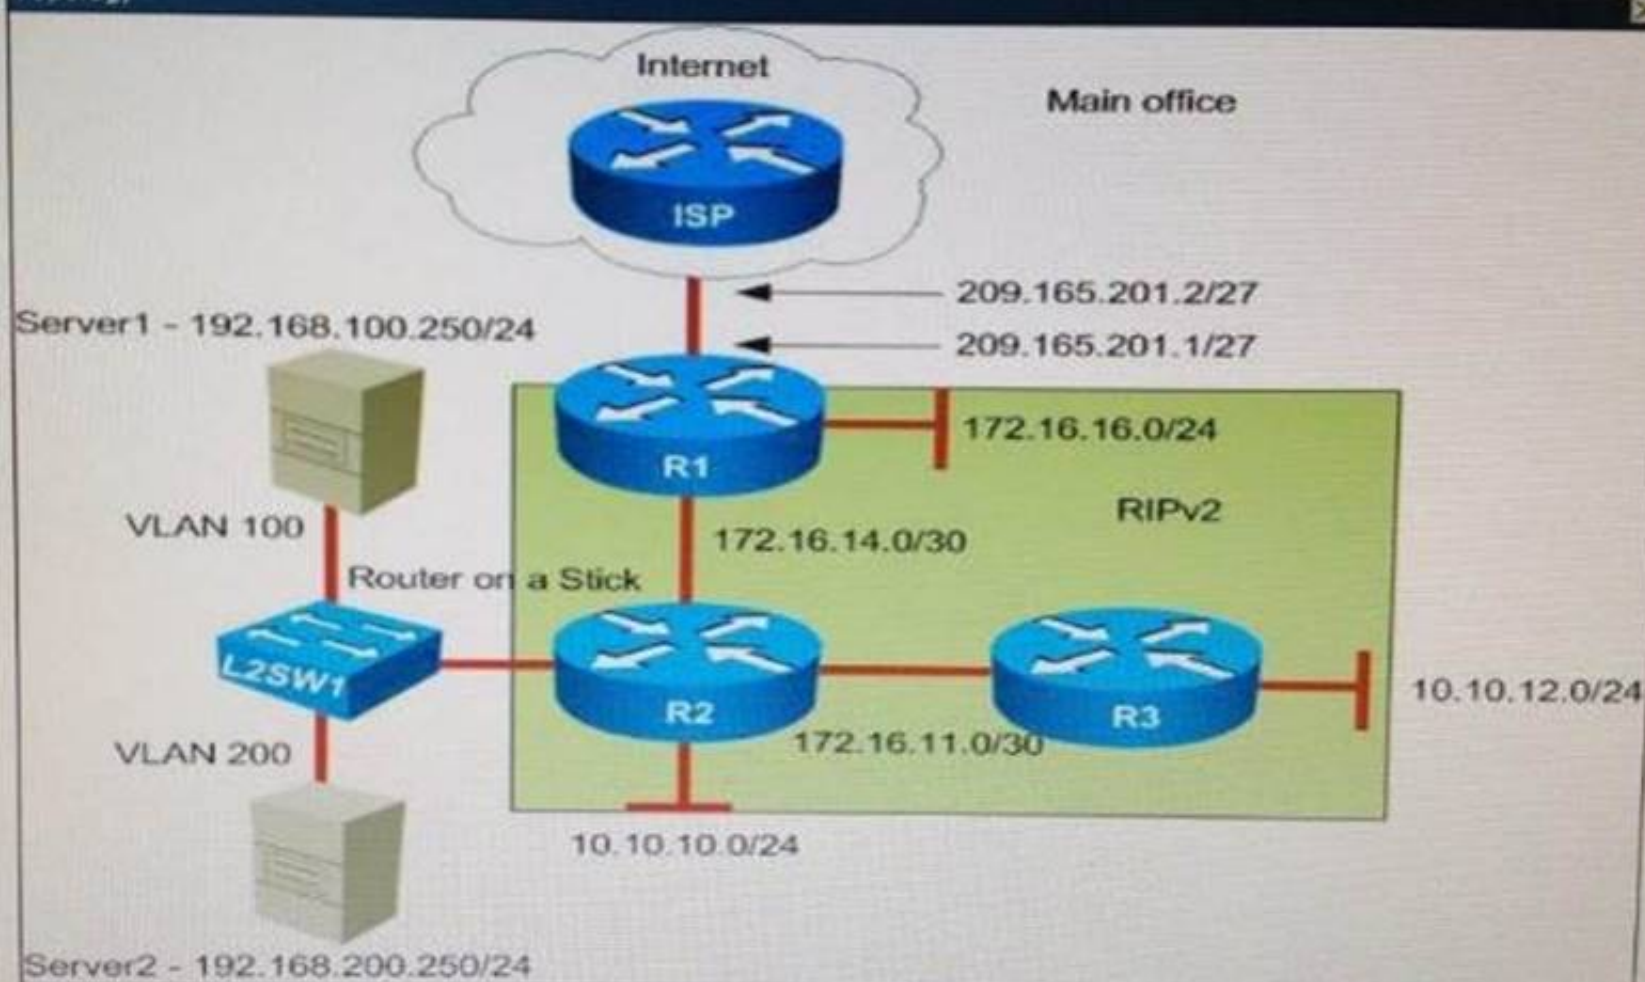 Internet
Main office
ISP
209.165.201.2/27
Server1 - 192.168.100.250/24
209.165.201.1/27
172.16.16.0/24
R1
RIPv2
VLAN 100
172.16.14.0/30
Router on a Stick
L2SW1
R2
R3
10.10.12.0/24
VLAN 200
172.16.11.0/30
10.10.10.0/24
Server2 - 192.168.200.250/24